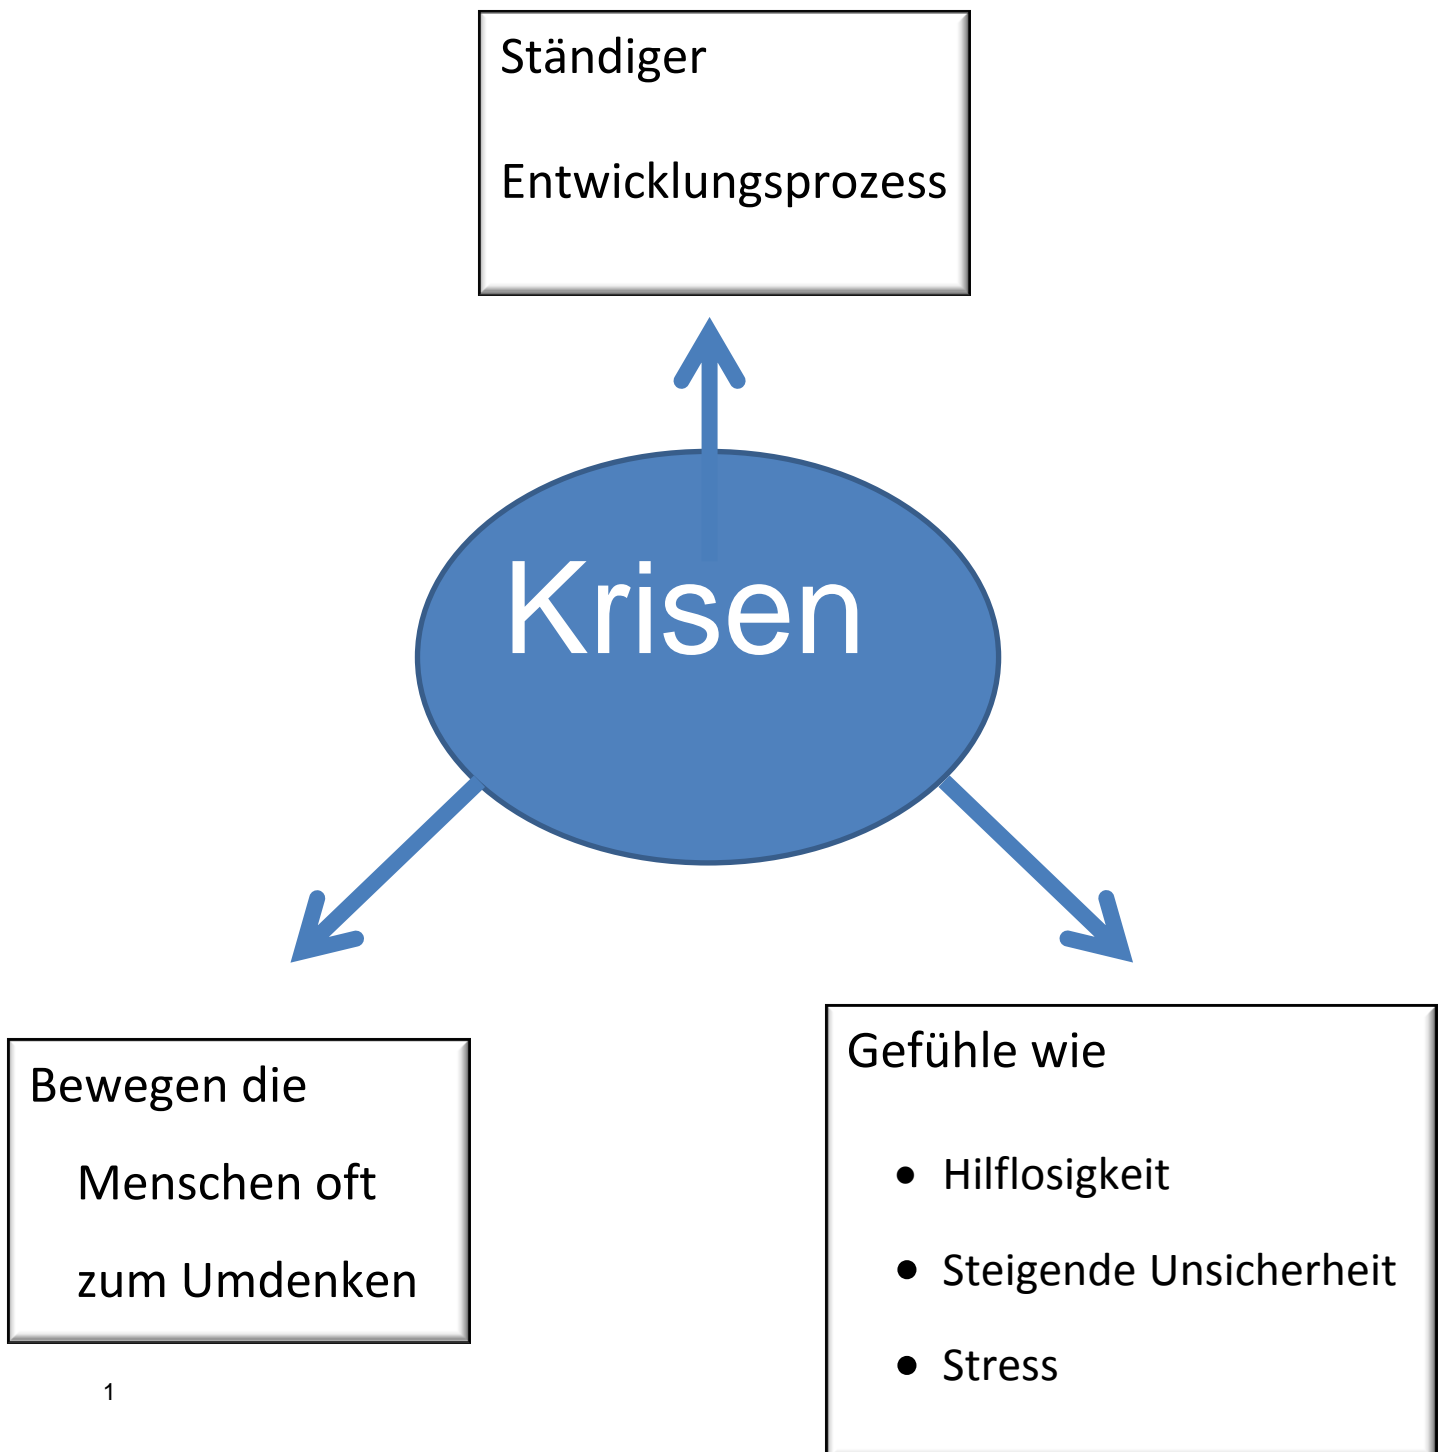 Ständiger
Entwicklungsprozess
Krisen
Bewegen die
Menschen oft
zum Umdenken
Gefühle wie
• Hilflosigkeit
• Steigende Unsicherheit
• Stress
1